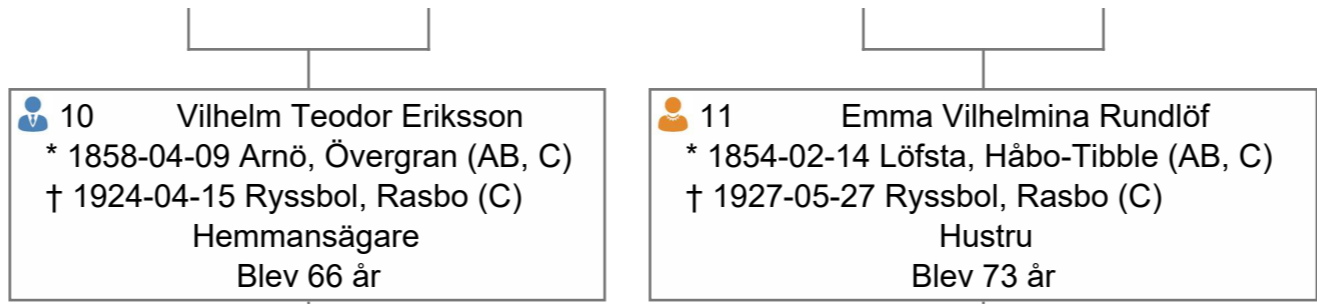 10 Vilhelm Teodor Eriksson
* 1858-04-09 Arnö, Övergran (AB, C)
† 1924-04-15 Ryssbol, Rasbo (C)
Hemmansägare
Blev 66 år
11 Emma Vilhelmina Rundlöf
* 1854-02-14 Löfsta, Håbo-Tibble (AB, C)
† 1927-05-27 Ryssbol, Rasbo (C)
Hustru
Blev 73 år